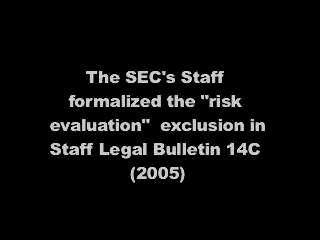 The SEC's Staff
formalized the "risk
evaluation"  exclusion in
Staff Legal Bulletin 14C
(2005)